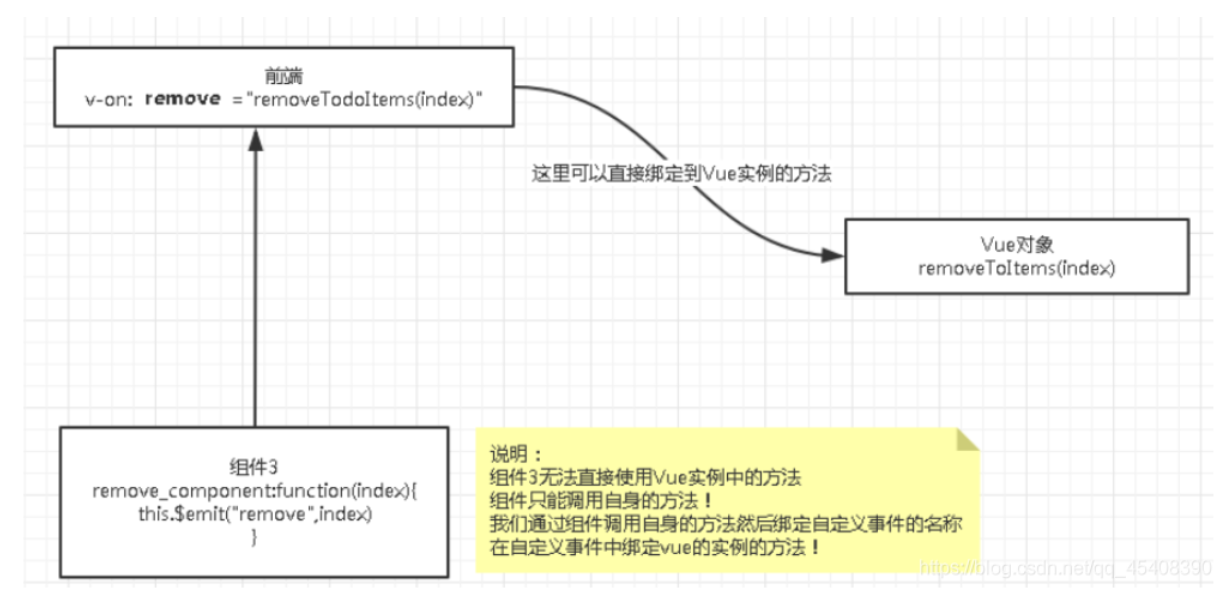 前端
v-on: remove ="removeTodoItems(index)"
这里可以直接绑定到Vue实例的方法
Vue对象
removeToItems(index)
组件3
remove_component:function(index){
this.$emit("remove",index)
}
说明：
组件3无法直接使用Vue实例中的方法
组件只能调用自身的方法！
我们通过组件调用自身的方法然后绑定自定义事件的名称
在自定义事件中绑定vue的实例的方法！
https://blog.csdn.net/qq_45408390